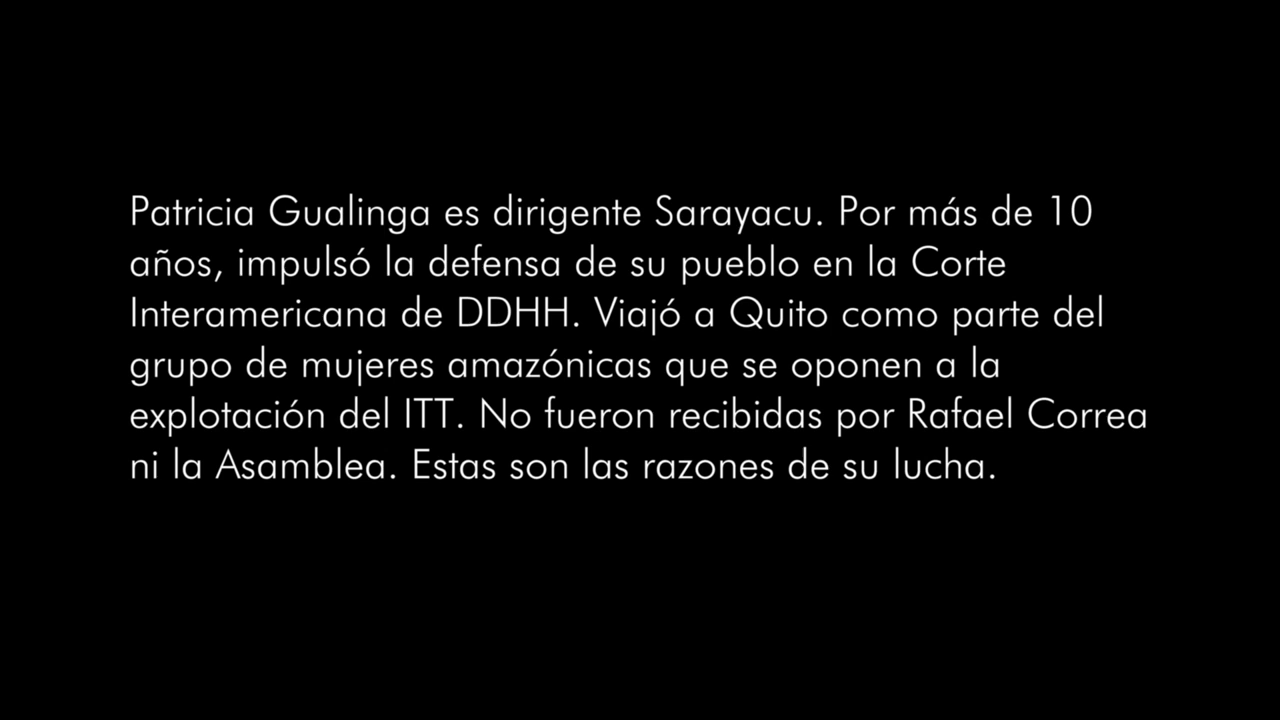 Patricia Gualinga es dirigente Sarayacu. Por más de 10
años, impulsó la defensa de su pueblo en la Corte
Interamericana de DDHH. Viajó a Quito como parte del
grupo de mujeres amazónicas que se oponen a la
explotación del ITT. No fueron recibidas por Rafael Correa
ni la Asamblea. Estas son las razones de su lucha.